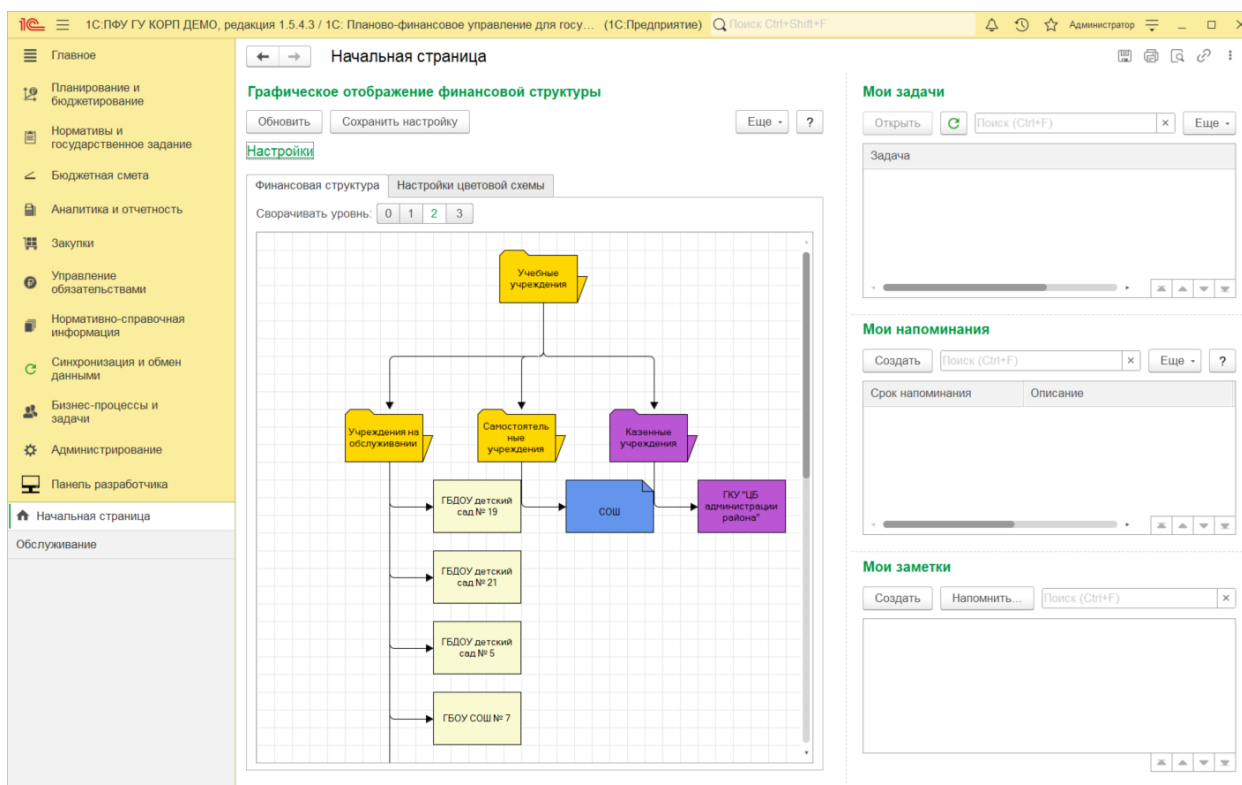 1С:ПФУ ГУ КОРП ДЕМО, редакция 1.5.4.3 / 1С: Планово-финансовое управление для госу... (1С:Предприятие)
Поиск Ctrl+Shift+F
Администратор
Главное
Планирование и
бюджетирование
Нормативы и
государственное задание
Бюджетная смета
Аналитика и отчетность
Закупки
Управление
обязательствами
Нормативно-справочная
информация
Синхронизация и обмен
данными
Бизнес-процессы и
задачи
Администрирование
Панель разработчика
Начальная страница
Обслуживание
Начальная страница
Графическое отображение финансовой структуры
Обновить
Сохранить настройку
Еще
?
Настройки
Финансовая структура
Настройки цветовой схемы
Сворачивать уровнь: 0 1 2 3
Учебные
учреждения
Учреждения на
обслуживании
Самостоятель
ные
учреждения
Казенные
учреждения
ГБДОУ детский
сад № 19
СОШ
ГКУ "ЦБ
администрации
района"
ГБДОУ детский
сад № 21
ГБДОУ детский
сад № 5
ГБОУ СОШ № 7
Мои задачи
Открыть
Поиск (Ctrl+F)
×
Еще
Задача
Мои напоминания
Создать
Поиск (Ctrl+F)
×
Еще
?
Срок напоминания
Описание
Мои заметки
Создать
Напомнить...
Поиск (Ctrl+F)
×